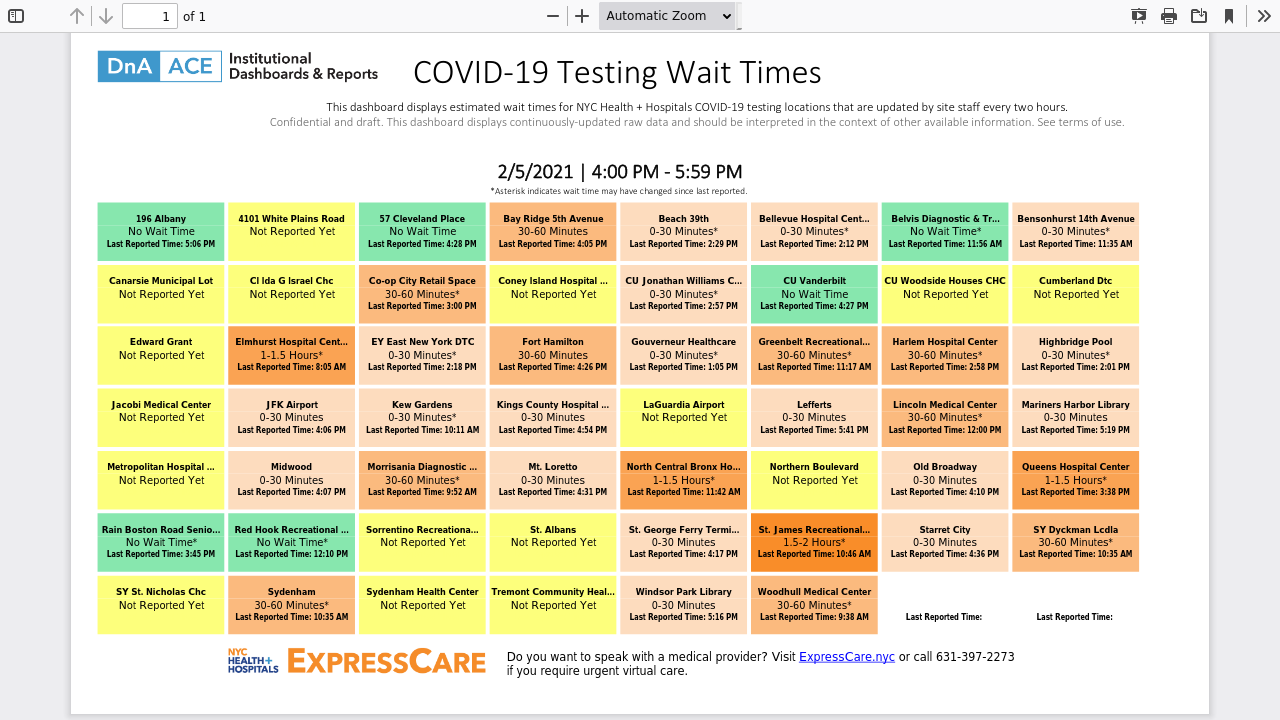 1 of 1 Automatic Zoom
DnA ACE Institutional
Dashboards & Reports
COVID-19 Testing Wait Times
This dashboard displays estimated wait times for NYC Health + Hospitals COVID-19 testing locations that are updated by site staff every two hours.
Confidential and draft. This dashboard displays continuously-updated raw data and should be interpreted in the context of other available information. See terms of use.
2/5/2021 | 4:00 PM - 5:59 PM
*Asterisk indicates wait time may have changed since last reported.
196 Albany 4101 White Plains Road 57 Cleveland Place Bay Ridge 5th Avenue Beach 39th Bellevue Hospital Cent... Belvis Diagnostic & Tr... Bensonhurst 14th Avenue
No Wait Time Not Reported Yet No Wait Time 30-60 Minutes 0-30 Minutes* 0-30 Minutes* No Wait Time* 0-30 Minutes*
Last Reported Time: 5:06 PM Last Reported Time: 4:28 PM Last Reported Time: 4:05 PM Last Reported Time: 2:29 PM Last Reported Time: 2:12 PM Last Reported Time: 11:56 AM Last Reported Time: 11:35 AM
Canarsie Municipal Lot Cl Ida G Israel Chc Co-op City Retail Space Coney Island Hospital ... CU Jonathan Williams C... CU Vanderbilt CU Woodside Houses CHC Cumberland Dtc
Not Reported Yet Not Reported Yet 30-60 Minutes* Not Reported Yet 0-30 Minutes* No Wait Time Not Reported Yet Not Reported Yet
Last Reported Time: 3:00 PM Last Reported Time: 2:57 PM Last Reported Time: 4:27 PM
Edward Grant Elmhurst Hospital Cent... EY East New York DTC Fort Hamilton Gouverneur Healthcare Greenbelt Recreational... Harlem Hospital Center Highbridge Pool
Not Reported Yet 1-1.5 Hours* 0-30 Minutes* 30-60 Minutes 0-30 Minutes* 30-60 Minutes* 30-60 Minutes* 0-30 Minutes*
Last Reported Time: 8:05 AM Last Reported Time: 2:18 PM Last Reported Time: 4:26 PM Last Reported Time: 1:05 PM Last Reported Time: 11:17 AM Last Reported Time: 2:58 PM Last Reported Time: 2:01 PM
Jacobi Medical Center JFK Airport Kew Gardens Kings County Hospital ... LaGuardia Airport Lefferts Lincoln Medical Center Mariners Harbor Library
Not Reported Yet 0-30 Minutes 0-30 Minutes* 0-30 Minutes Not Reported Yet 0-30 Minutes 30-60 Minutes* 0-30 Minutes
Last Reported Time: 4:06 PM Last Reported Time: 10:11 AM Last Reported Time: 4:54 PM Last Reported Time: 5:41 PM Last Reported Time: 12:00 PM Last Reported Time: 5:19 PM
Metropolitan Hospital ... Midwood Morrisania Diagnostic ... Mt. Loretto North Central Bronx Ho... Northern Boulevard Old Broadway Queens Hospital Center
Not Reported Yet 0-30 Minutes 30-60 Minutes* 0-30 Minutes 1-1.5 Hours* Not Reported Yet 0-30 Minutes 1-1.5 Hours*
Last Reported Time: 4:07 PM Last Reported Time: 9:52 AM Last Reported Time: 4:31 PM Last Reported Time: 11:42 AM Last Reported Time: 4:10 PM Last Reported Time: 3:38 PM
Rain Boston Road Senio... Red Hook Recreational ... Sorrentino Recreationa... St. Albans St. George Ferry Termi... St. James Recreational... Starret City SY Dyckman Lcdla
No Wait Time* No Wait Time* Not Reported Yet Not Reported Yet 0-30 Minutes 1.5-2 Hours* 0-30 Minutes 30-60 Minutes*
Last Reported Time: 3:45 PM Last Reported Time: 12:10 PM Last Reported Time: 4:17 PM Last Reported Time: 10:46 AM Last Reported Time: 4:36 PM Last Reported Time: 10:35 AM
SY St. Nicholas Chc Sydenham Sydenham Health Center Tremont Community Heal... Windsor Park Library Woodhull Medical Center
Not Reported Yet 30-60 Minutes* Not Reported Yet Not Reported Yet 0-30 Minutes 30-60 Minutes*
Last Reported Time: 10:35 AM Last Reported Time: 5:16 PM Last Reported Time: 9:38 AM Last Reported Time: Last Reported Time:
NYC
HEALTH+
HOSPITALS
EXPRESSCARE
Do you want to speak with a medical provider? Visit ExpressCare.nyc or call 631-397-2273
if you require urgent virtual care.